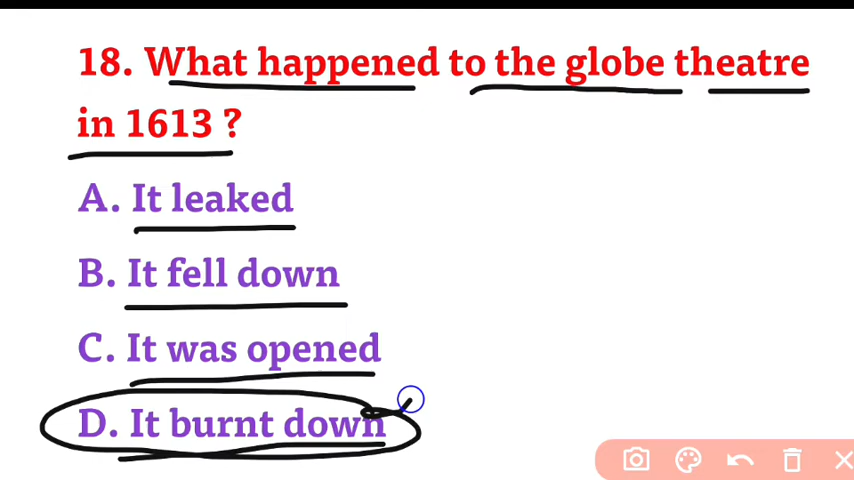 18. What happened to the globe theatre
in 1613 ?
A. It leaked
B. It fell down
C. It was opened
D. It burnt down